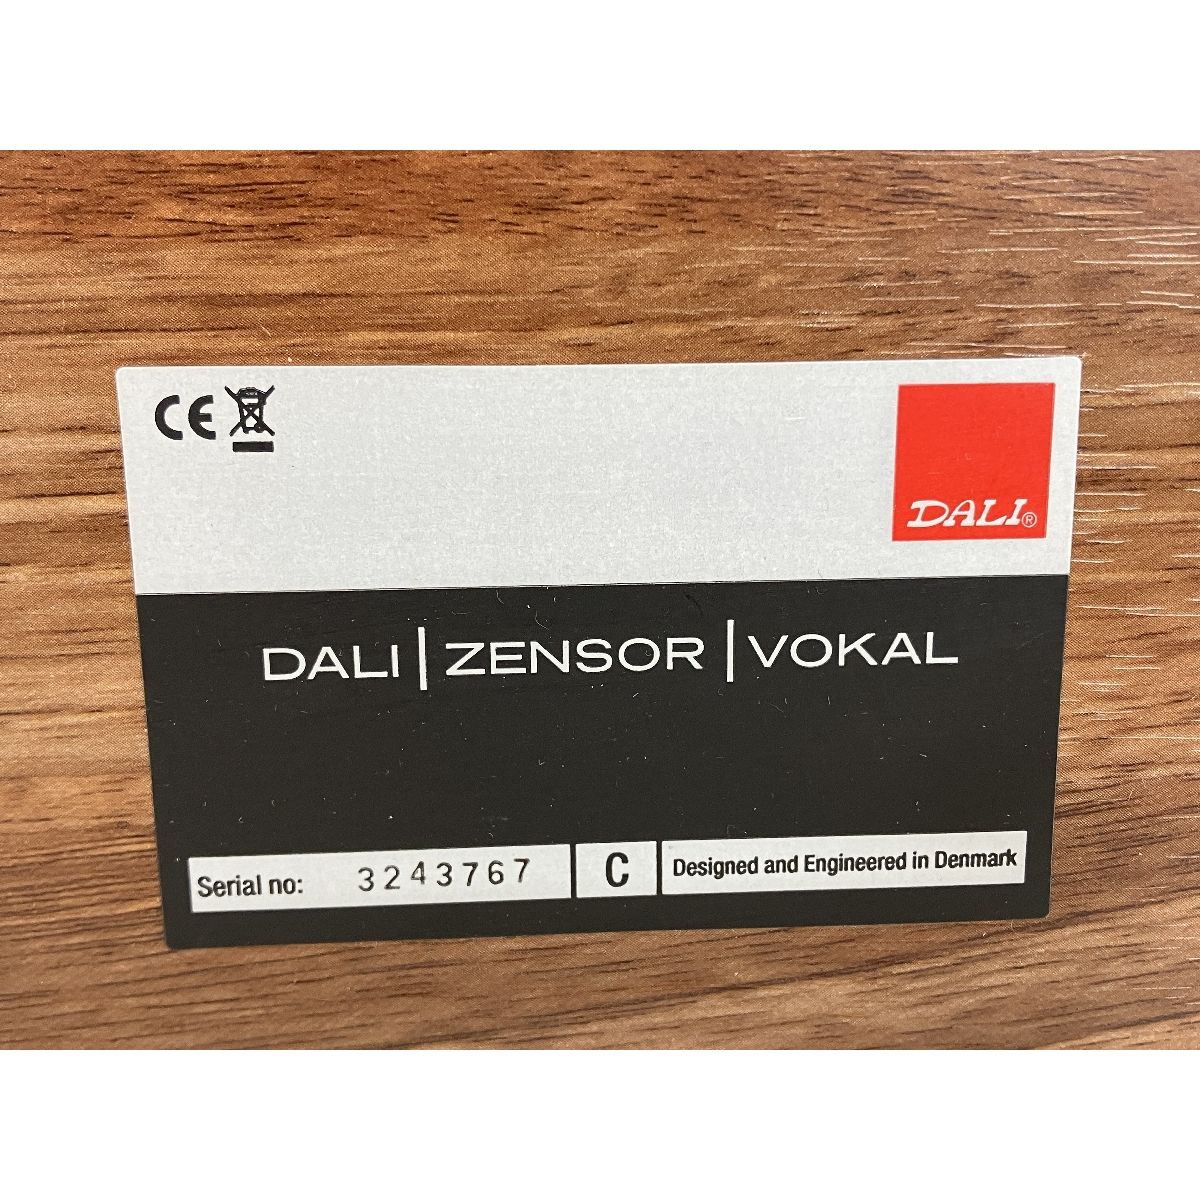 CE
DALI®
DALI | ZENSOR | VOKAL
Serial no: 3243767 C Designed and Engineered in Denmark